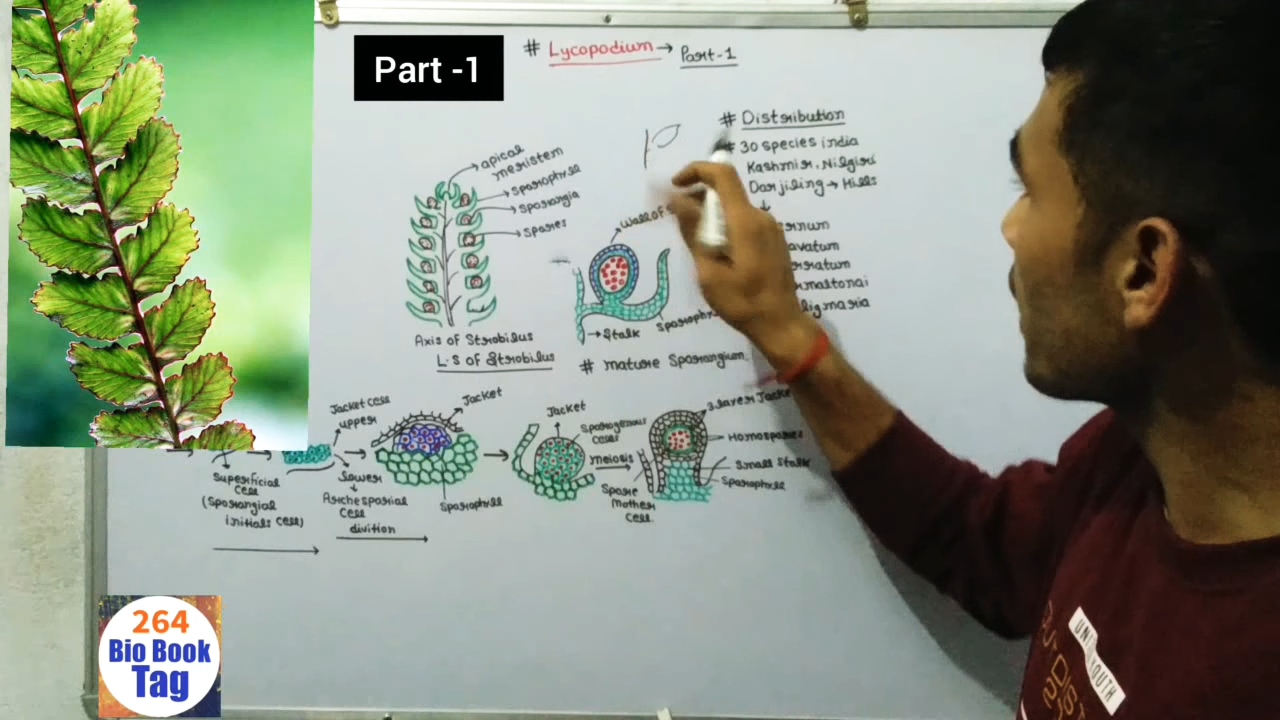 Part -1
# Lycopodium → Part-1
# Distribution
# 30 species india
Kashmir, Nilgiri
Darjiling → Hills
apical
meristem
sporophyll
sporangia
spores
Axis of Strobilus
L.S of Strobilus
Wall of
Stalk
# mature Sporangium
Jacket cell
upper
Superficial
cell
(Sporangial
initials cell)
lower
Archesporial
cell
divition
Jacket
Sporophyll
Jacket
Sporogenous
cells
meiosis
Spore
Mother
Cell
3 layer Jacket
Homospores
Small Stalk
Sporophyll
264
Bio Book
Tag